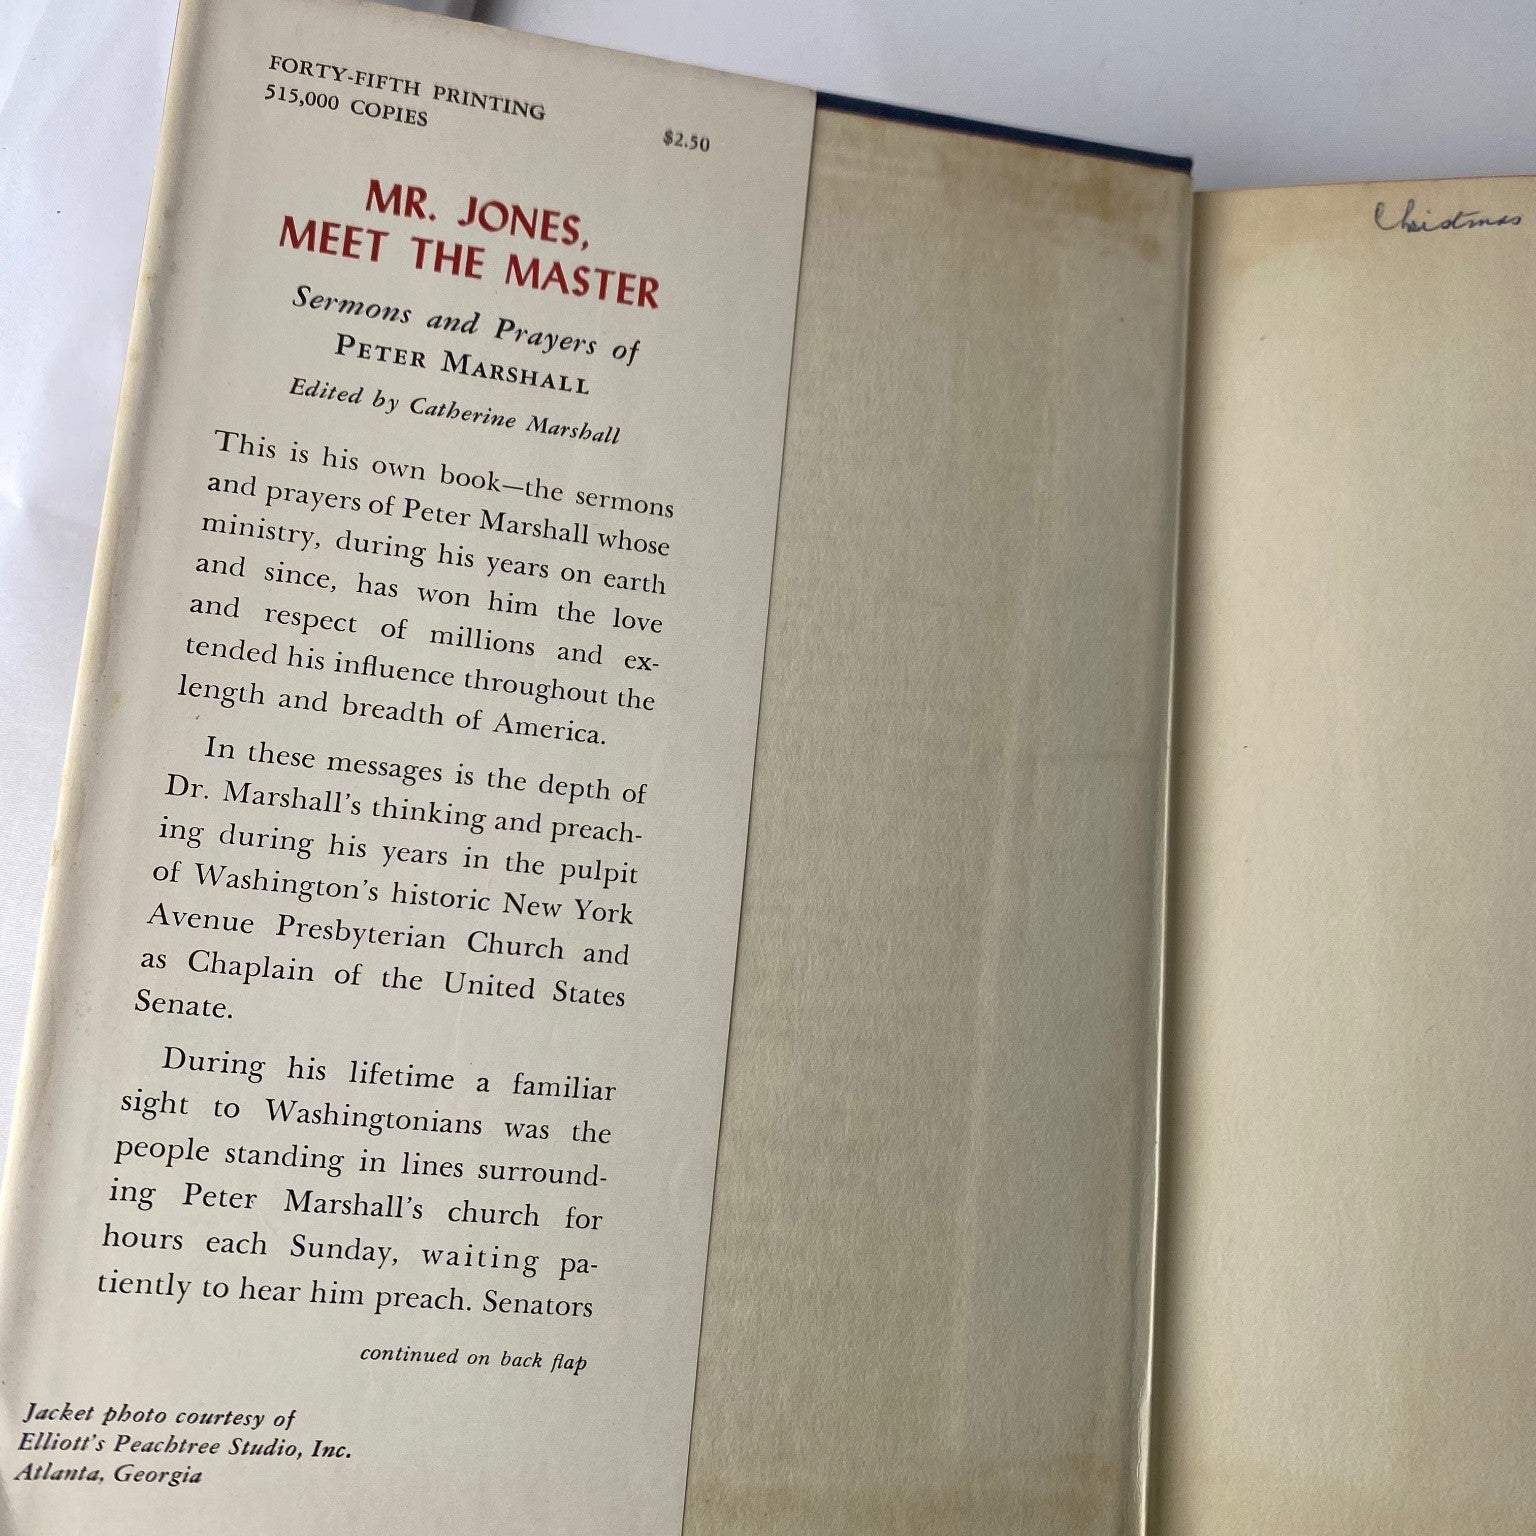 FORTY-FIFTH PRINTING
515,000 COPIES
$2.50
MR. JONES,
MEET THE MASTER
Sermons and Prayers of
PETER MARSHALL
Edited by Catherine Marshall
This is his own book—the sermons
and prayers of Peter Marshall whose
ministry, during his years on earth
and since, has won him the love
and respect of millions and ex-
tended his influence throughout the
length and breadth of America.
In these messages is the depth of
Dr. Marshall's thinking and preach-
ing during his years in the pulpit
of Washington's historic New York
Avenue Presbyterian Church and
as Chaplain of the United States
Senate.
During his lifetime a familiar
sight to Washingtonians was the
people standing in lines surround-
ing Peter Marshall's church for
hours each Sunday, waiting pa-
tiently to hear him preach. Senators
continued on back flap
Jacket photo courtesy of
Elliott's Peachtree Studio, Inc.
Atlanta, Georgia
Christmas